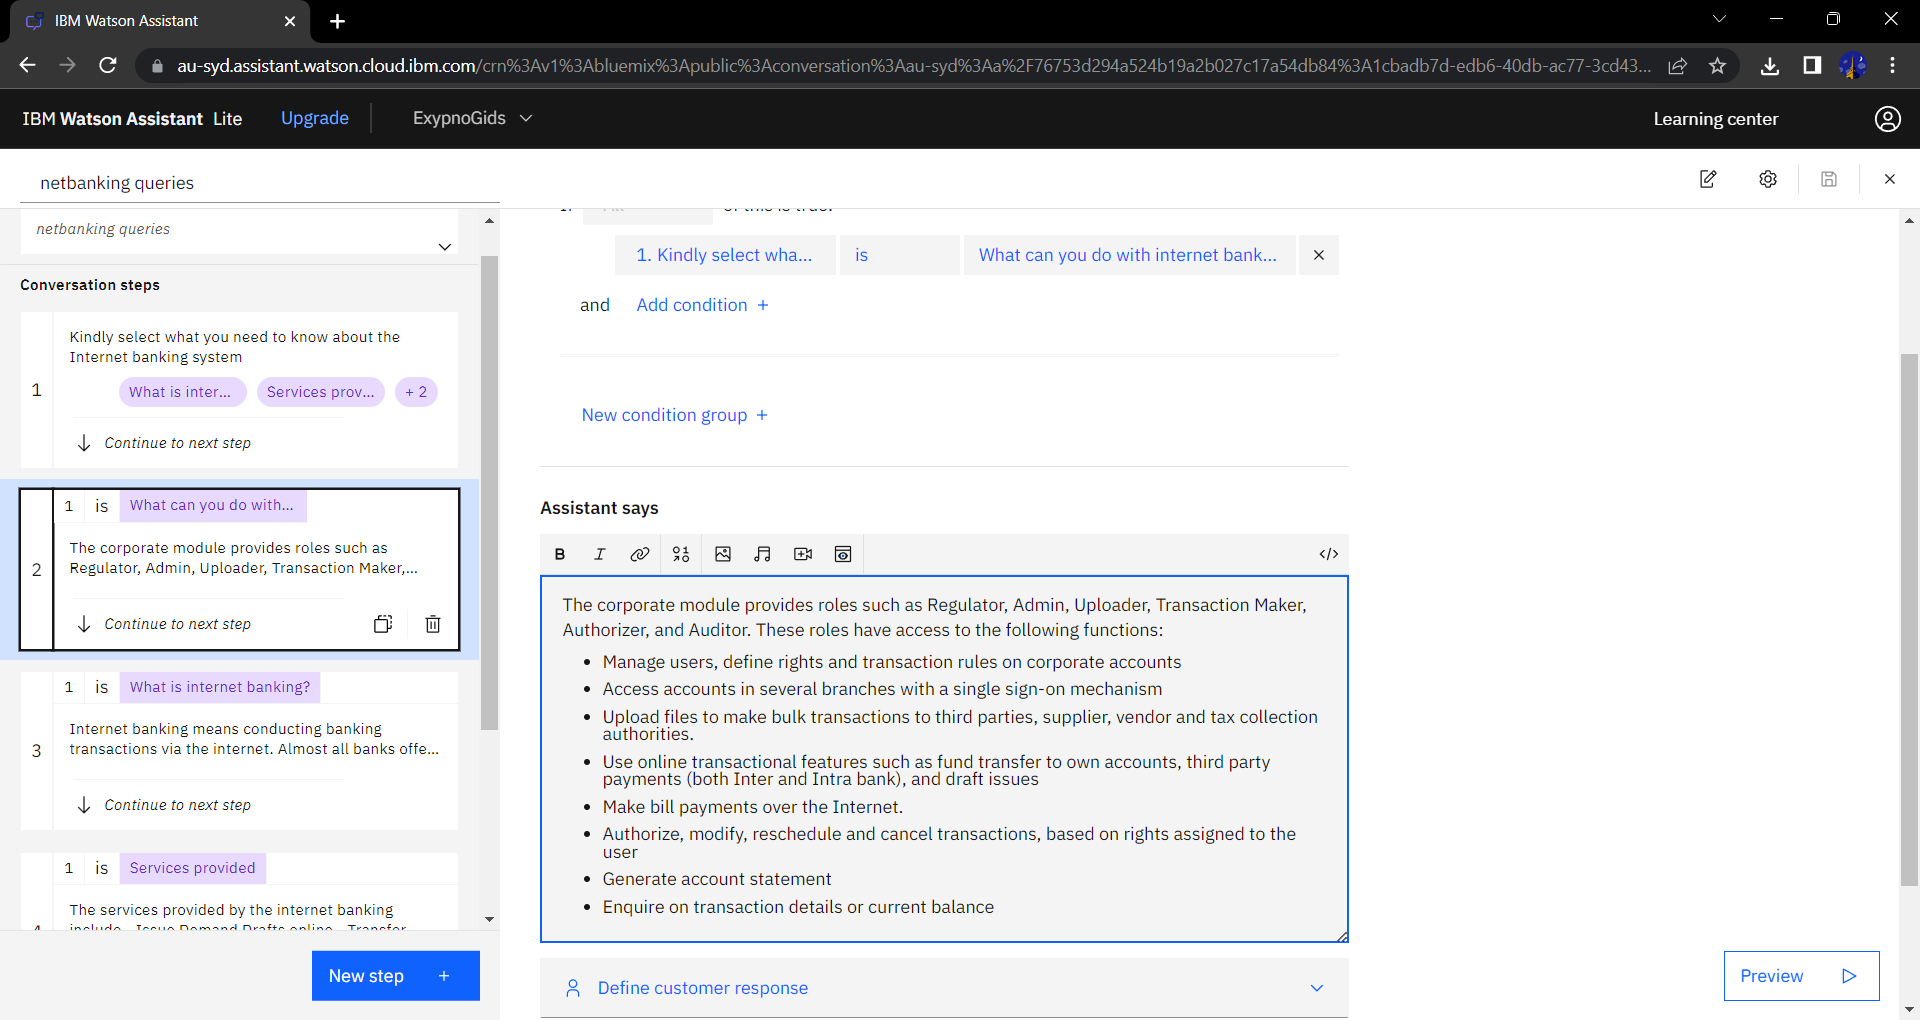 IBM Watson Assistant
au-syd.assistant.watson.cloud.ibm.com/crn%3Av1%3Abluemix%3Apublic%3Aconversation%3Aau-syd%3Aa%2F76753d294a524b19a2b027c17a54db84%3A1cbadb7d-edb6-40db-ac77-3cd43...
IBM Watson Assistant Lite
Upgrade
ExypnoGids
Learning center
netbanking queries
netbanking queries
Conversation steps
1
Kindly select what you need to know about the
Internet banking system
What is inter...
Services prov...
+ 2
Continue to next step
2
1 is What can you do with...
The corporate module provides roles such as
Regulator, Admin, Uploader, Transaction Maker,...
Continue to next step
3
1 is What is internet banking?
Internet banking means conducting banking
transactions via the internet. Almost all banks offe...
Continue to next step
1 is Services provided
The services provided by the internet banking
include - Issue Demand Drafts online - Transfer
New step +
of this is true:
1. Kindly select wha...
is
What can you do with internet bank...
and
Add condition +
New condition group +
Assistant says
B I
</>
The corporate module provides roles such as Regulator, Admin, Uploader, Transaction Maker,
Authorizer, and Auditor. These roles have access to the following functions:
• Manage users, define rights and transaction rules on corporate accounts
• Access accounts in several branches with a single sign-on mechanism
• Upload files to make bulk transactions to third parties, supplier, vendor and tax collection
authorities.
• Use online transactional features such as fund transfer to own accounts, third party
payments (both Inter and Intra bank), and draft issues
• Make bill payments over the Internet.
• Authorize, modify, reschedule and cancel transactions, based on rights assigned to the
user
• Generate account statement
• Enquire on transaction details or current balance
Define customer response
Preview